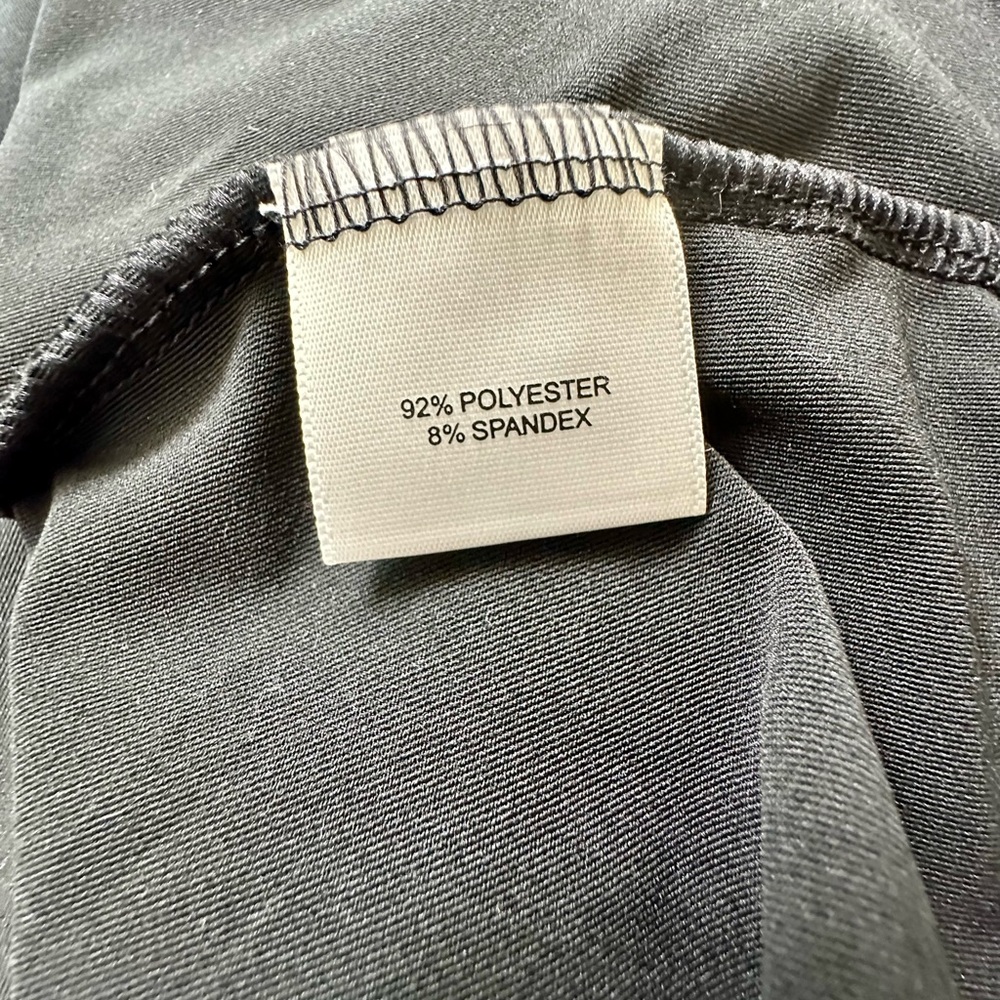 92% POLYESTER
8% SPANDEX